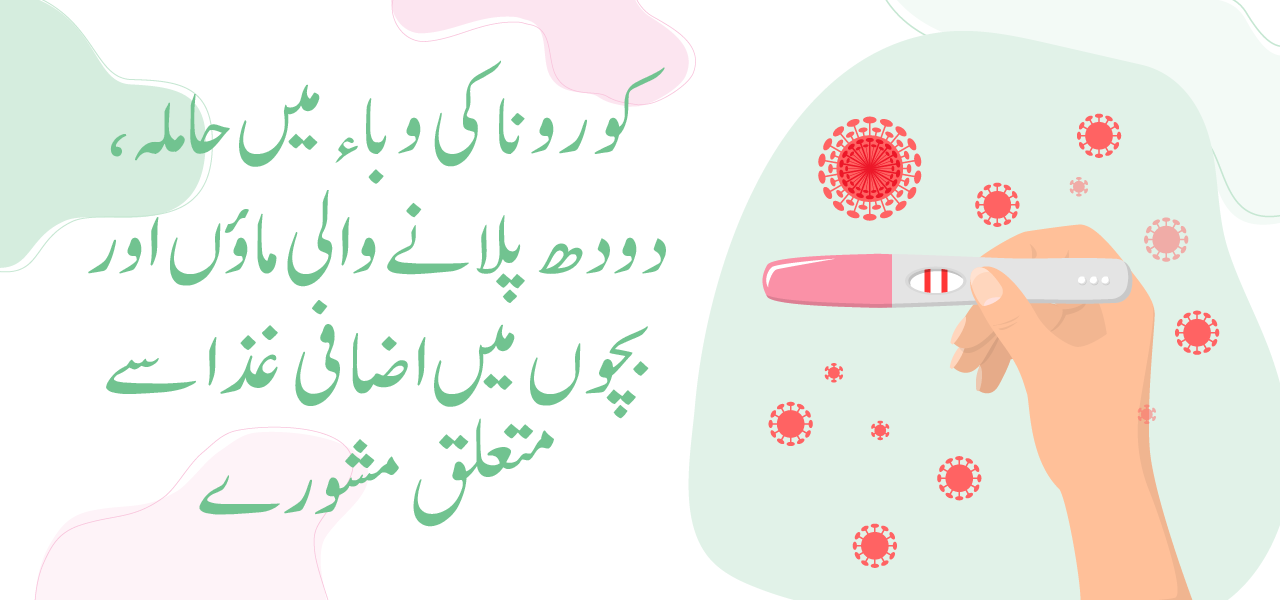 کورونا کی وباء میں حاملہ،
دودھ پلانے والی ماؤں اور
بچوں میں اضافی غذا سے
متعلق مشورے